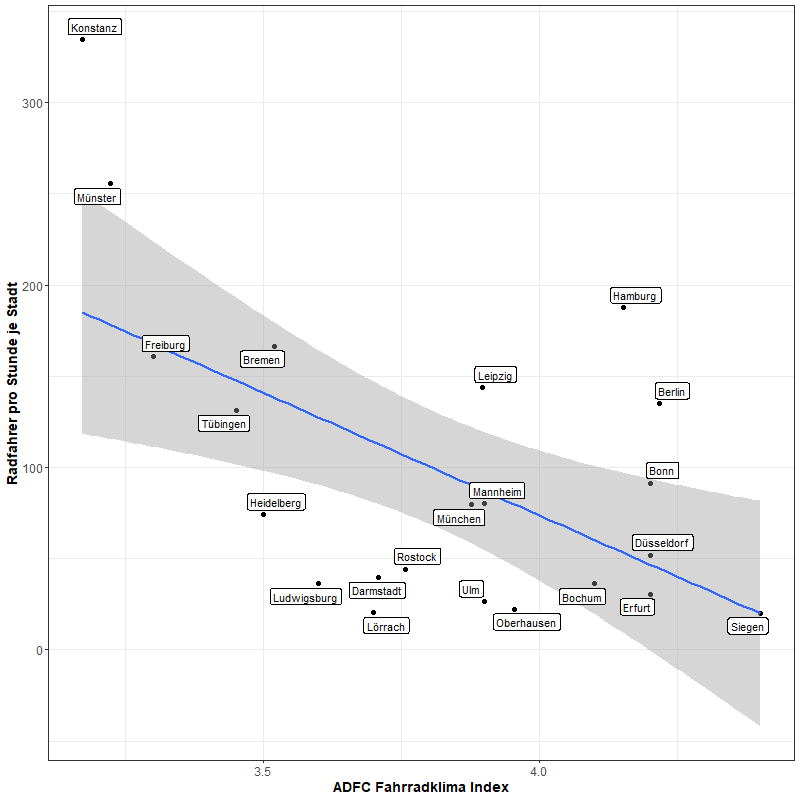 Konstanz
300
Münster
200
Hamburg
Freiburg
Bremen
Leipzig
Berlin
Tübingen
100
Bonn
Mannheim
Heidelberg
München
Düsseldorf
Rostock
Ludwigsburg
Darmstadt
Ulm
Bochum
Erfurt
Lörrach
Oberhausen
Siegen
0
3.5
4.0
ADFC Fahrradklima Index
Radfahrer pro Stunde je Stadt